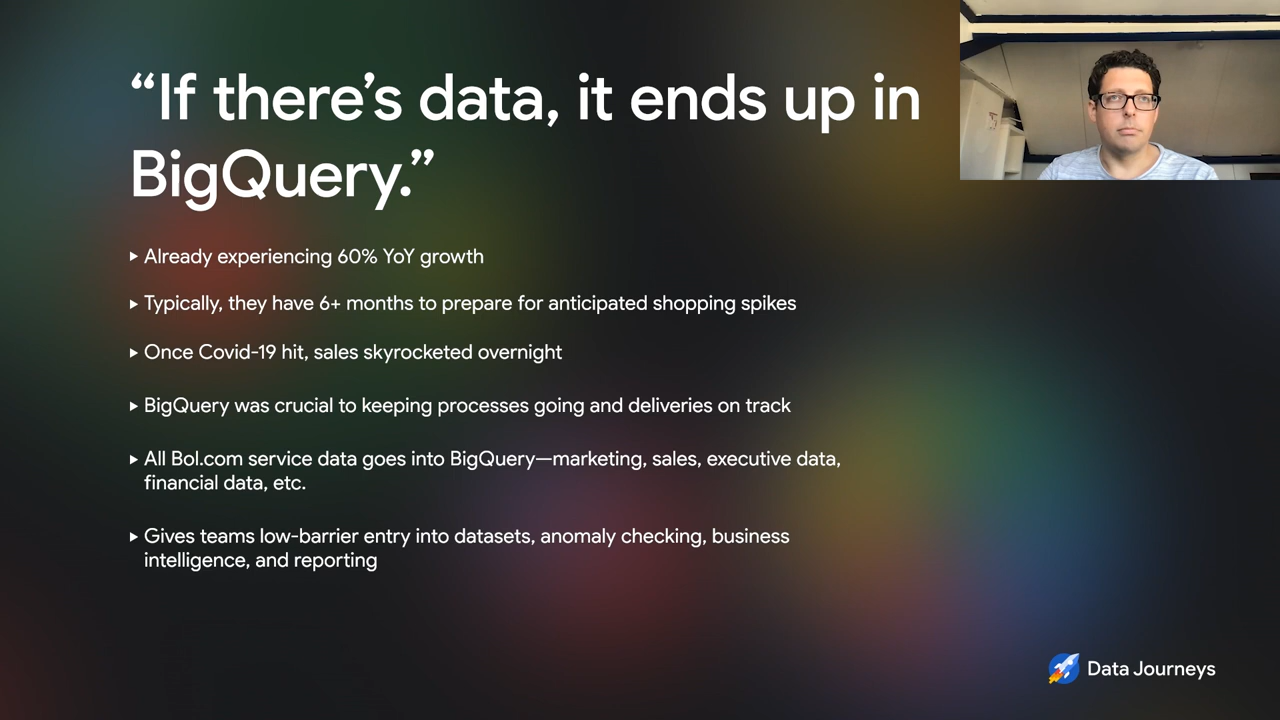 “If there’s data, it ends up in
BigQuery.”
Already experiencing 60% YoY growth
Typically, they have 6+ months to prepare for anticipated shopping spikes
Once Covid-19 hit, sales skyrocketed overnight
BigQuery was crucial to keeping processes going and deliveries on track
All Bol.com service data goes into BigQuery—marketing, sales, executive data,
financial data, etc.
Gives teams low-barrier entry into datasets, anomaly checking, business
intelligence, and reporting
Data Journeys